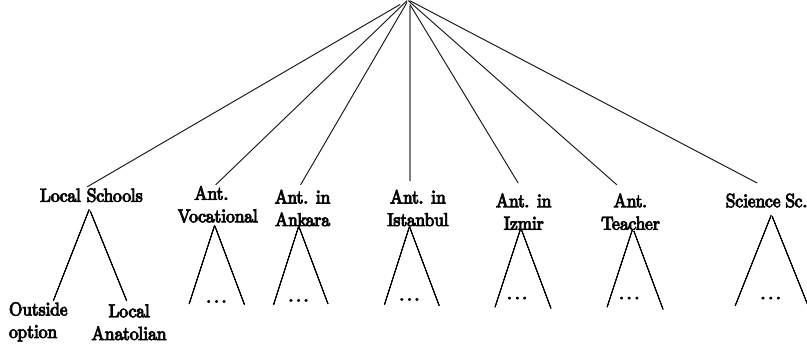 Local Schools
Ant.
Vocational
Ant. in
Ankara
Ant. in
Istanbul
Ant. in
Izmir
Ant.
Teacher
Science Sc.
Outside
option
Local
Anatolian
...
...
...
...
...
...